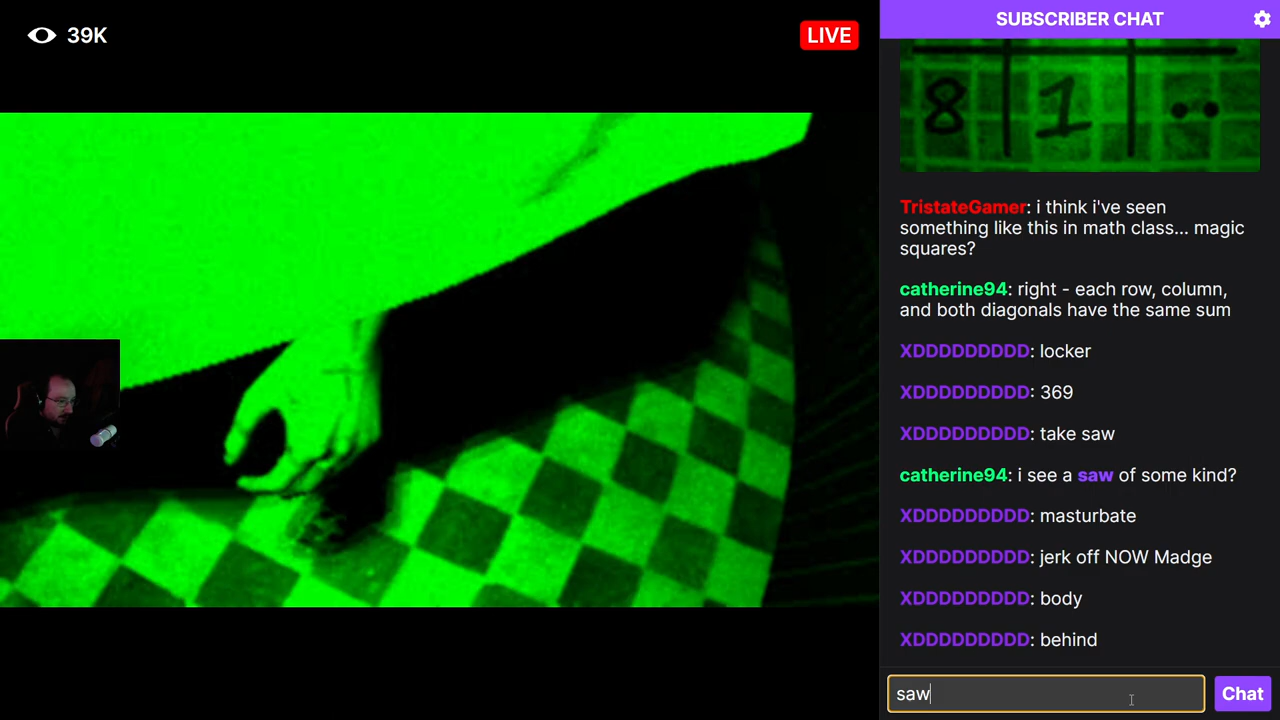 39K
LIVE
SUBSCRIBER CHAT
8 1 ..
TristateGamer: i think i've seen
something like this in math class... magic
squares?
catherine94: right - each row, column,
and both diagonals have the same sum
XDDDDDDDDD: locker
XDDDDDDDDD: 369
XDDDDDDDDD: take saw
catherine94: i see a saw of some kind?
XDDDDDDDDD: masturbate
XDDDDDDDDD: jerk off NOW Madge
XDDDDDDDDD: body
XDDDDDDDDD: behind
saw
Chat